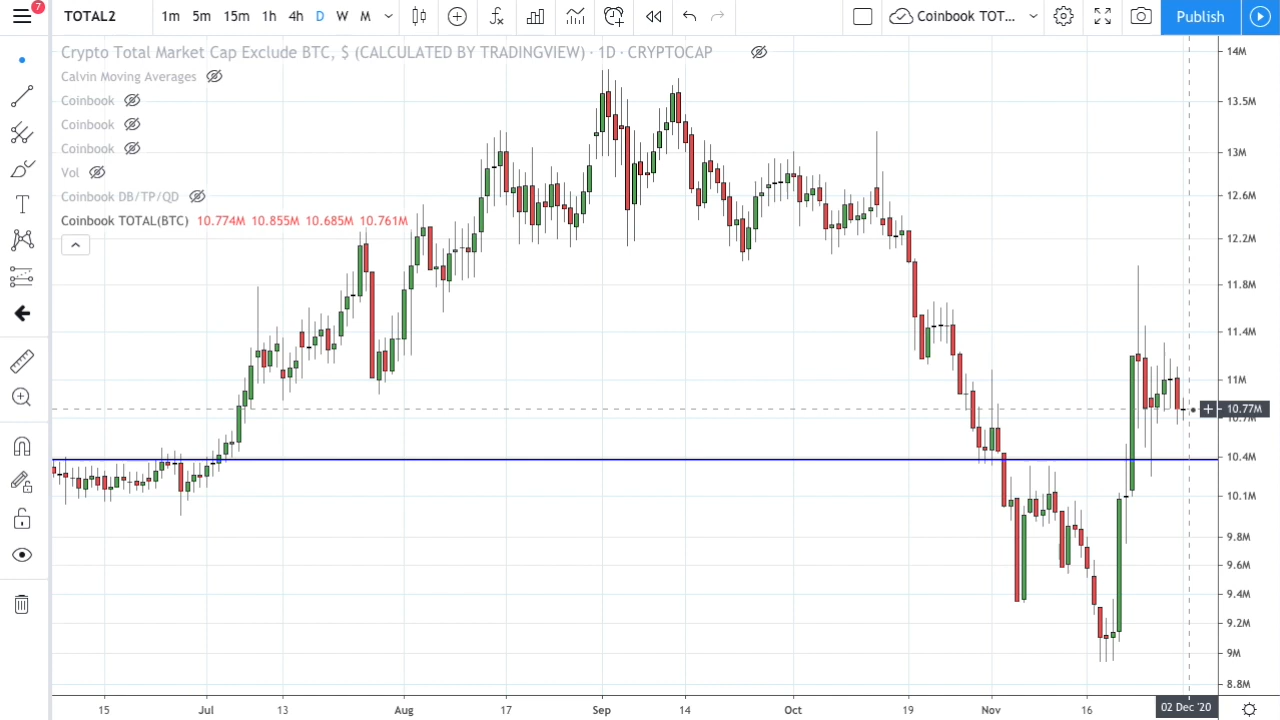 7
TOTAL2 1m 5m 15m 1h 4h D W M Coinbook TOT... Publish
Crypto Total Market Cap Exclude BTC, $ (CALCULATED BY TRADINGVIEW) · 1D · CRYPTOCAP
Calvin Moving Averages
Coinbook
Coinbook
Coinbook
Vol
Coinbook DB/TP/QD
Coinbook TOTAL(BTC) 10.774M 10.855M 10.685M 10.761M
14M
13.5M
13M
12.6M
12.2M
11.8M
11.4M
11M
10.77M
10.7M
10.4M
10.1M
9.8M
9.6M
9.4M
9.2M
9M
8.8M
15 Jul 13 Aug 17 Sep 14 Oct 19 Nov 16 02 Dec '20